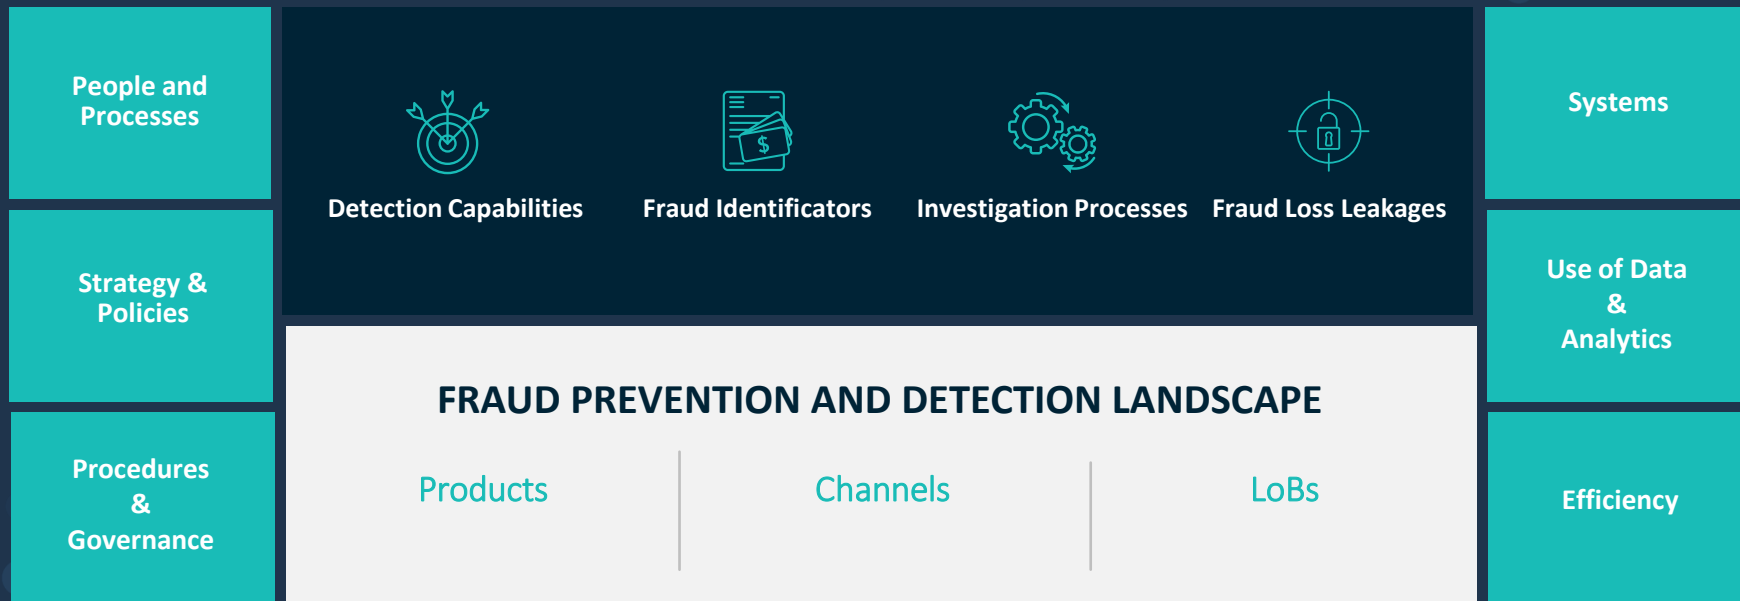 People and
Processes
Strategy &
Policies
Procedures
&
Governance
$
Detection Capabilities
Fraud Identificators
Investigation Processes
Fraud Loss Leakages
FRAUD PREVENTION AND DETECTION LANDSCAPE
Products
Channels
LoBs
Systems
Use of Data
&
Analytics
Efficiency